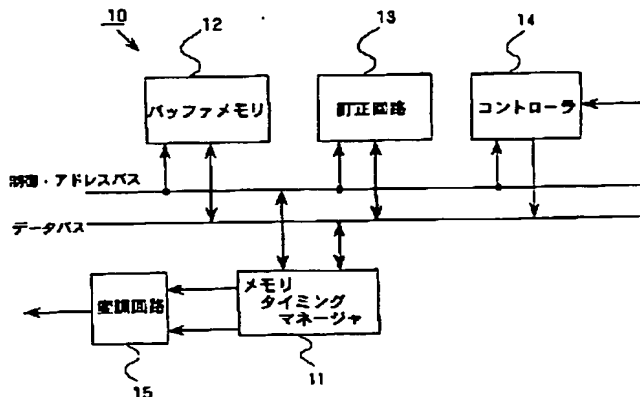 10
12
13
14
バッファメモリ
訂正回路
コントローラ
制御・アドレスバス
データバス
変調回路
メモリ
タイミング
マネージャ
15
11